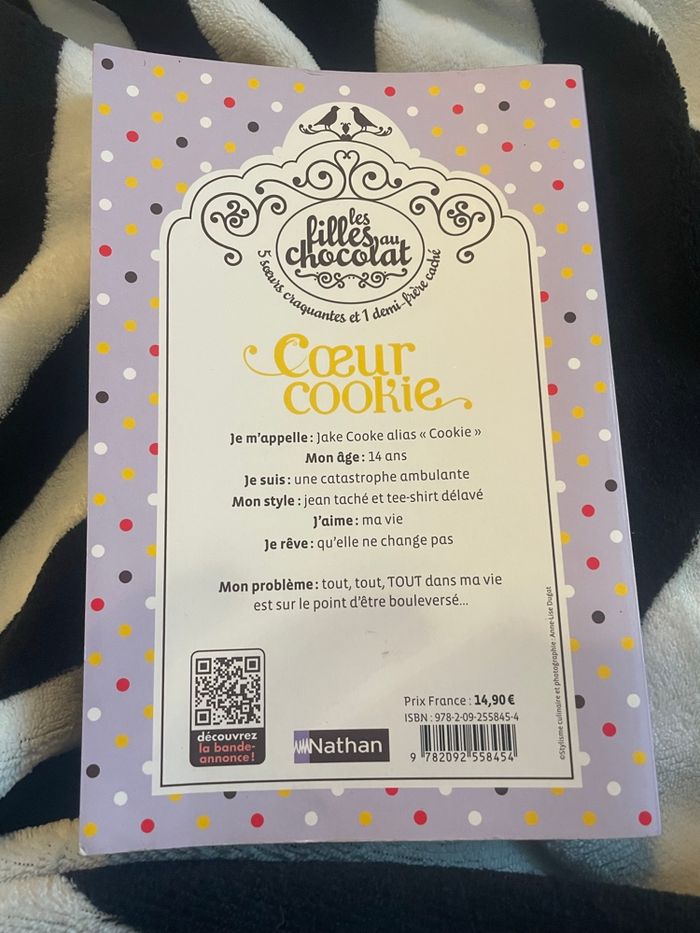 les
filles au
chocolat
5 sœurs craquantes et 1 demi-frère caché
Cœur
cookie
Je m'appelle : Jake Cooke alias « Cookie »
Mon âge : 14 ans
Je suis : une catastrophe ambulante
Mon style : jean taché et tee-shirt délavé
J'aime : ma vie
Je rêve : qu'elle ne change pas
Mon problème : tout, tout, TOUT dans ma vie
est sur le point d'être bouleversé...
découvrez
la bande-
annonce !
Nathan
Prix France : 14,90 €
ISBN : 978-2-09-255845-4
9 782092 558454
©Stylisme culinaire et photographie : Anne-Lise Dugat